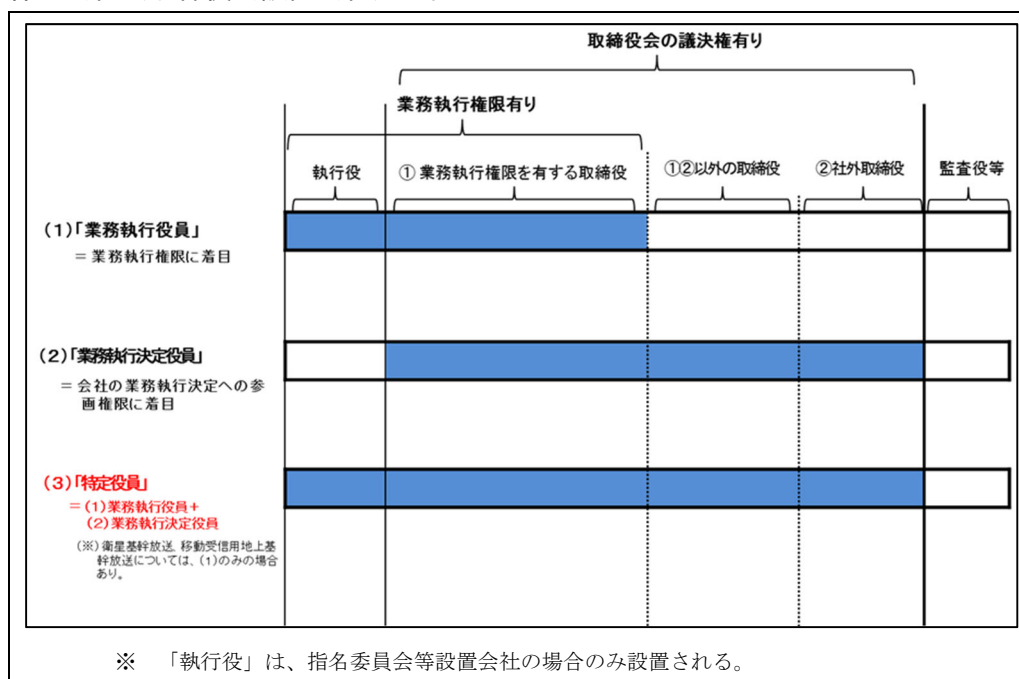 取締役会の議決権有り
業務執行権限有り
執行役
①業務執行権限を有する取締役
①②以外の取締役
②社外取締役
監査役等
(1)「業務執行役員」
＝業務執行権限に着目
(2)「業務執行決定役員」
＝会社の業務執行決定への参
画権限に着目
(3)「特定役員」
＝(1)業務執行役員＋
(2)業務執行決定役員
(※)衛星基幹放送、移動受信用地上基
幹放送については、(1)のみの場合
あり。
※　「執行役」は、指名委員会等設置会社の場合のみ設置される。